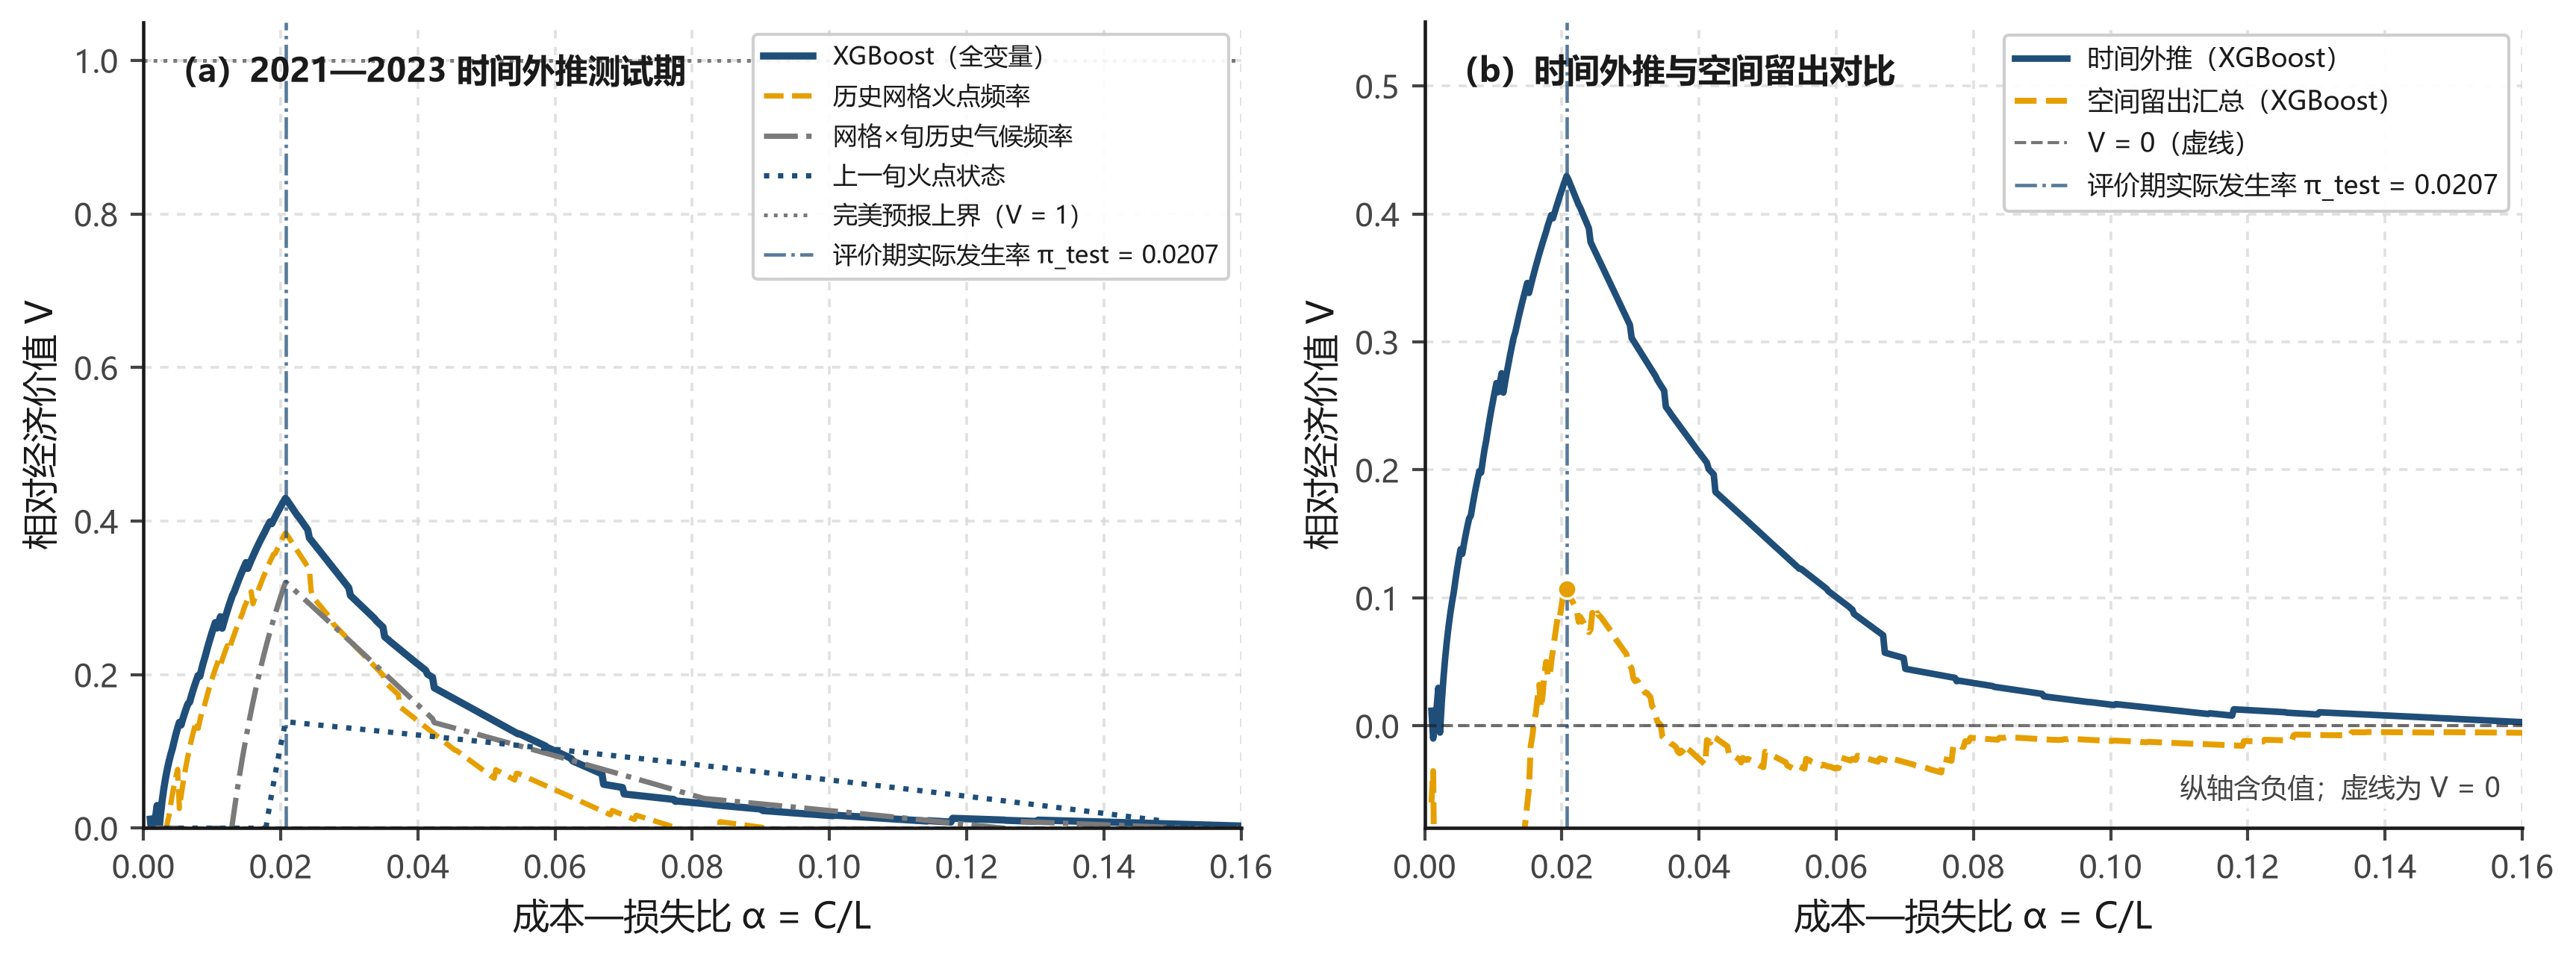 (a) 2021—2023 时间外推测试期
XGBoost（全变量）
历史网格火点频率
网格×旬历史气候频率
上一旬火点状态
完美预报上界（V = 1）
评价期实际发生率 π_test = 0.0207
相对经济价值 V
1.0
0.8
0.6
0.4
0.2
0.0
0.00 0.02 0.04 0.06 0.08 0.10 0.12 0.14 0.16
成本—损失比 α = C/L
(b) 时间外推与空间留出对比
时间外推（XGBoost）
空间留出汇总（XGBoost）
V = 0（虚线）
评价期实际发生率 π_test = 0.0207
相对经济价值 V
0.5
0.4
0.3
0.2
0.1
0.0
纵轴含负值；虚线为 V = 0
0.00 0.02 0.04 0.06 0.08 0.10 0.12 0.14 0.16
成本—损失比 α = C/L